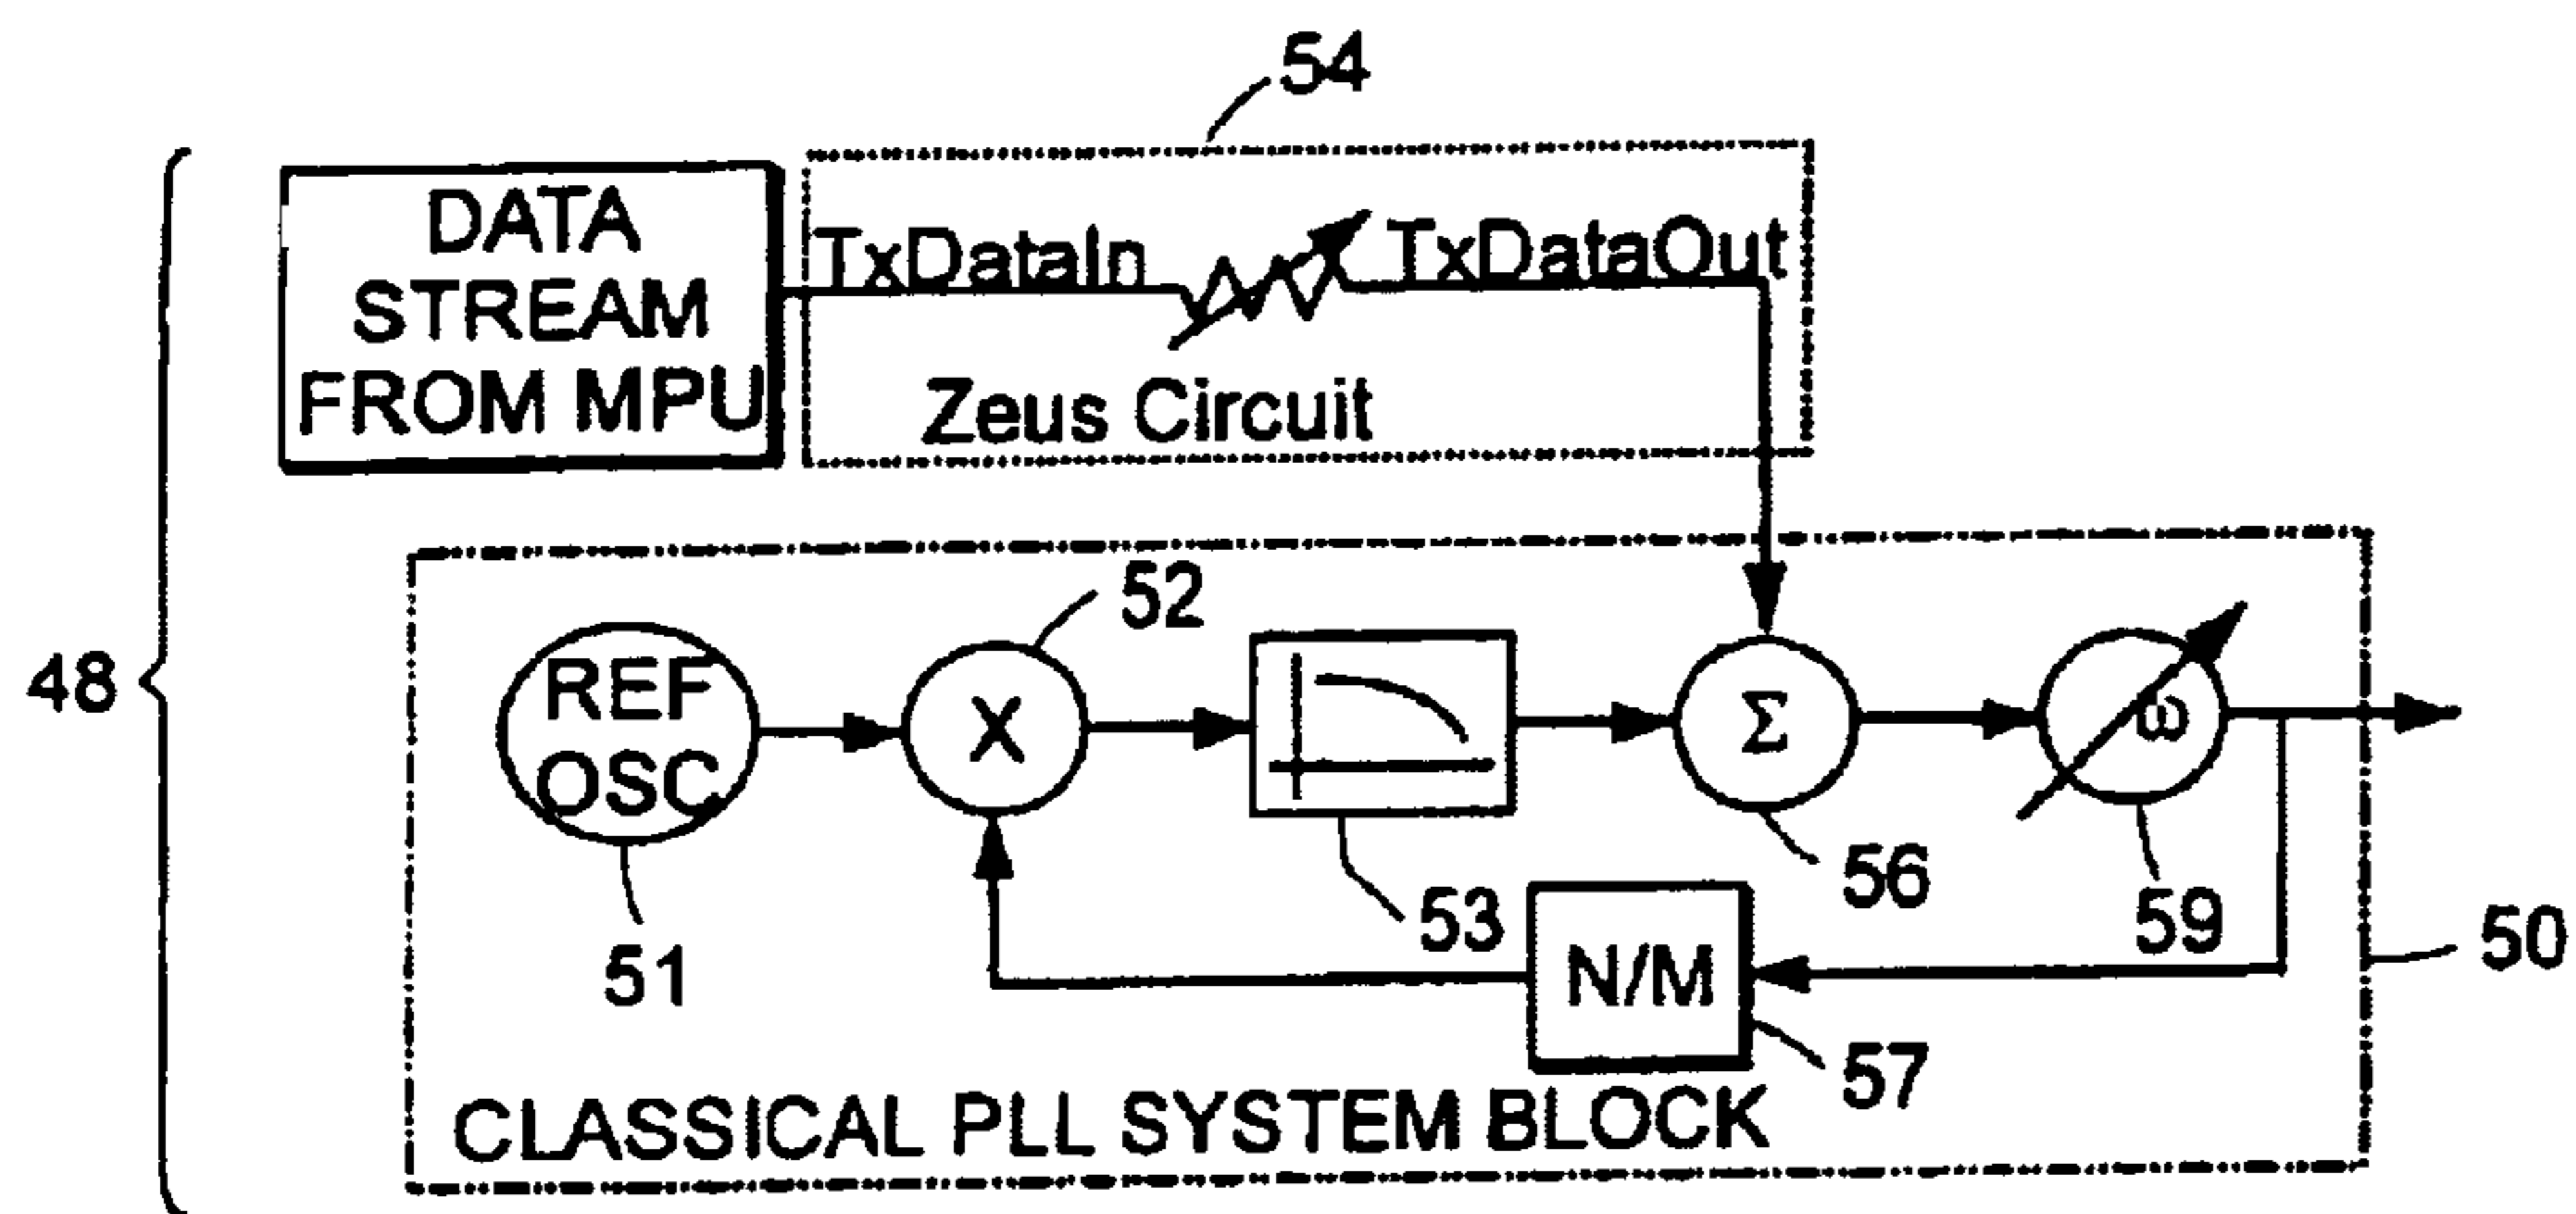 54
DATA
STREAM
FROM MPU
TxDataIn
TxDataOut
Zeus Circuit
48
52
REF
OSC
X
Σ
ω
51
53
56
59
50
N/M
57
CLASSICAL PLL SYSTEM BLOCK